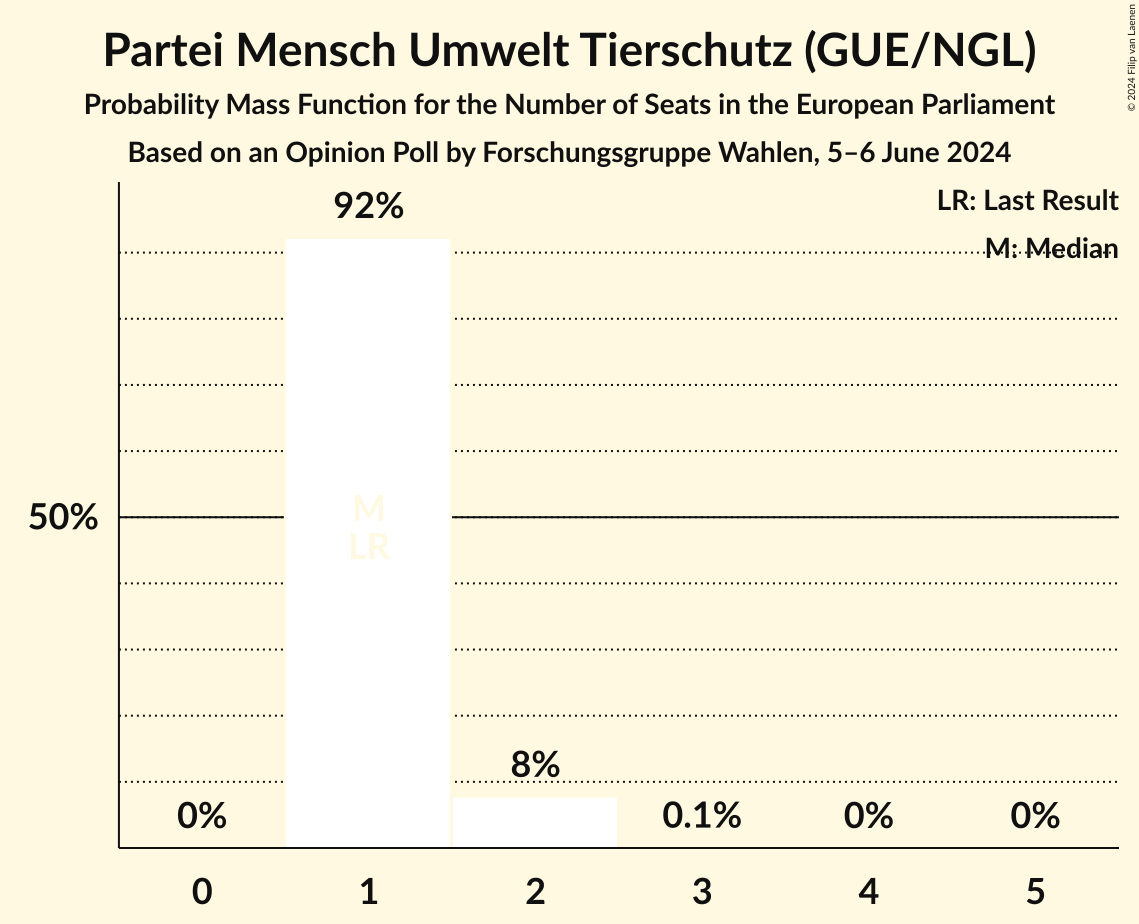 Partei Mensch Umwelt Tierschutz (GUE/NGL)
Probability Mass Function for the Number of Seats in the European Parliament
Based on an Opinion Poll by Forschungsgruppe Wahlen, 5–6 June 2024
© 2024 Filip van Laenen
LR: Last Result
M: Median
92%
50%
M
LR
8%
0%
0.1%
0%
0%
0 1 2 3 4 5